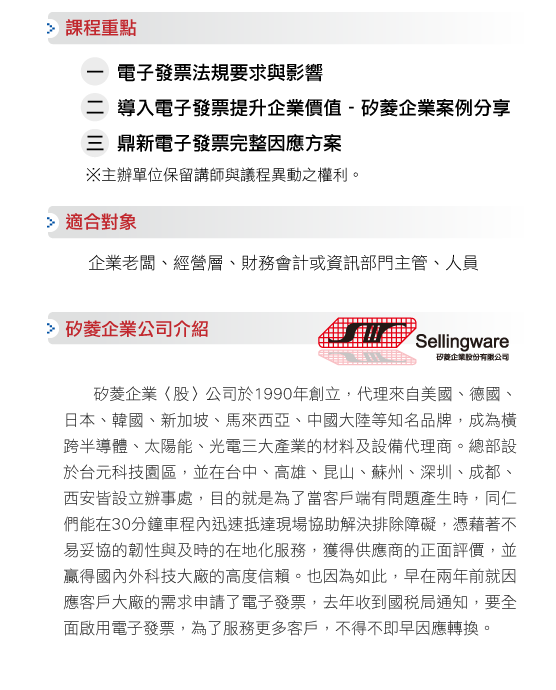 課程重點
一 電子發票法規要求與影響
二 導入電子發票提升企業價值 - 矽菱企業案例分享
三 鼎新電子發票完整因應方案
※主辦單位保留講師與議程異動之權利。
適合對象
企業老闆、經營層、財務會計或資訊部門主管、人員
矽菱企業公司介紹
SW
Sellingware
矽菱企業股份有限公司
矽菱企業〈股〉公司於1990年創立，代理來自美國、德國、
日本、韓國、新加坡、馬來西亞、中國大陸等知名品牌，成為橫
跨半導體、太陽能、光電三大產業的材料及設備代理商。總部設
於台元科技園區，並在台中、高雄、昆山、蘇州、深圳、成都、
西安皆設立辦事處，目的就是為了當客戶端有問題產生時，同仁
們能在30分鐘車程內迅速抵達現場協助解決排除障礙，憑藉著不
易妥協的韌性與及時的在地化服務，獲得供應商的正面評價，並
贏得國內外科技大廠的高度信賴。也因為如此，早在兩年前就因
應客戶大廠的需求申請了電子發票，去年收到國稅局通知，要全
面啟用電子發票，為了服務更多客戶，不得不即早因應轉換。